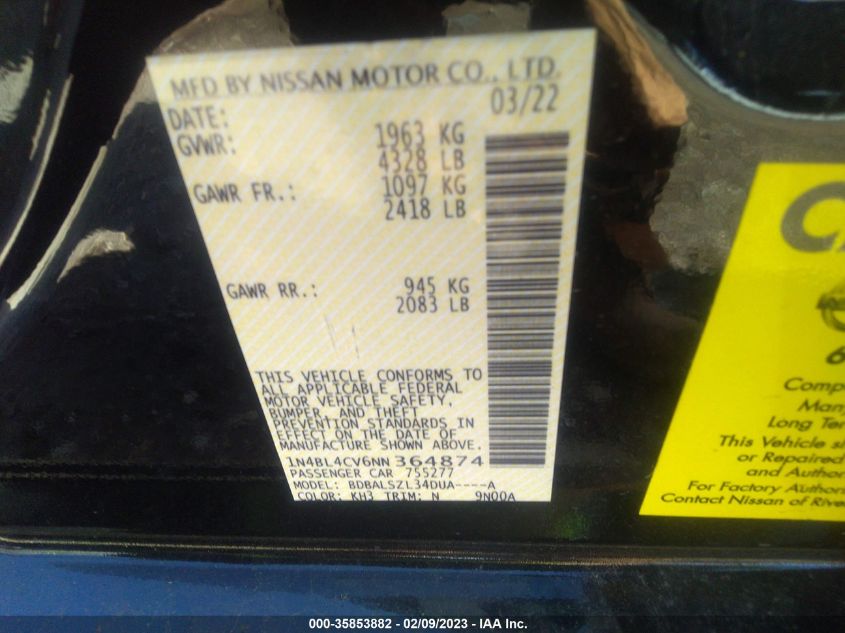 MFD BY NISSAN MOTOR CO., LTD.
DATE: 03/22
GVWR: 1963 KG
4328 LB
GAWR FR.: 1097 KG
2418 LB
GAWR RR.: 945 KG
2083 LB
THIS VEHICLE CONFORMS TO
ALL APPLICABLE FEDERAL
MOTOR VEHICLE SAFETY,
BUMPER, AND THEFT
PREVENTION STANDARDS IN
EFFECT ON THE DATE OF
MANUFACTURE SHOWN ABOVE.
1N4BL4CV6NN364874
PASSENGER CAR 755277
MODEL: BDBALSZL34DUA----A
COLOR: KH3 TRIM: N 9N00A
6
Comp
Many
Long Ter
This Vehicle si
or Repaired
and Author
For Factory Author
Contact Nissan of River
000-35853882 - 02/09/2023 - IAA Inc.